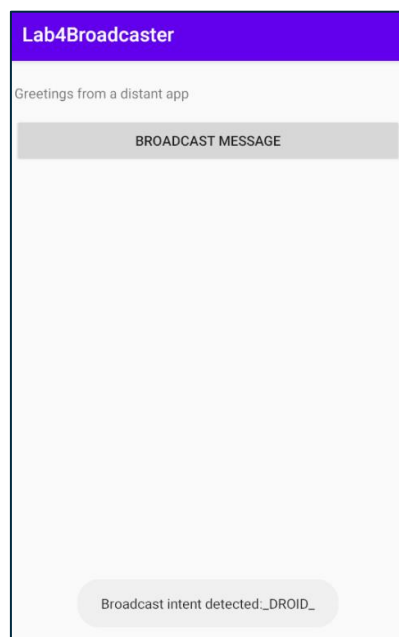 Lab4Broadcaster
Greetings from a distant app
BROADCAST MESSAGE
Broadcast intent detected:_DROID_